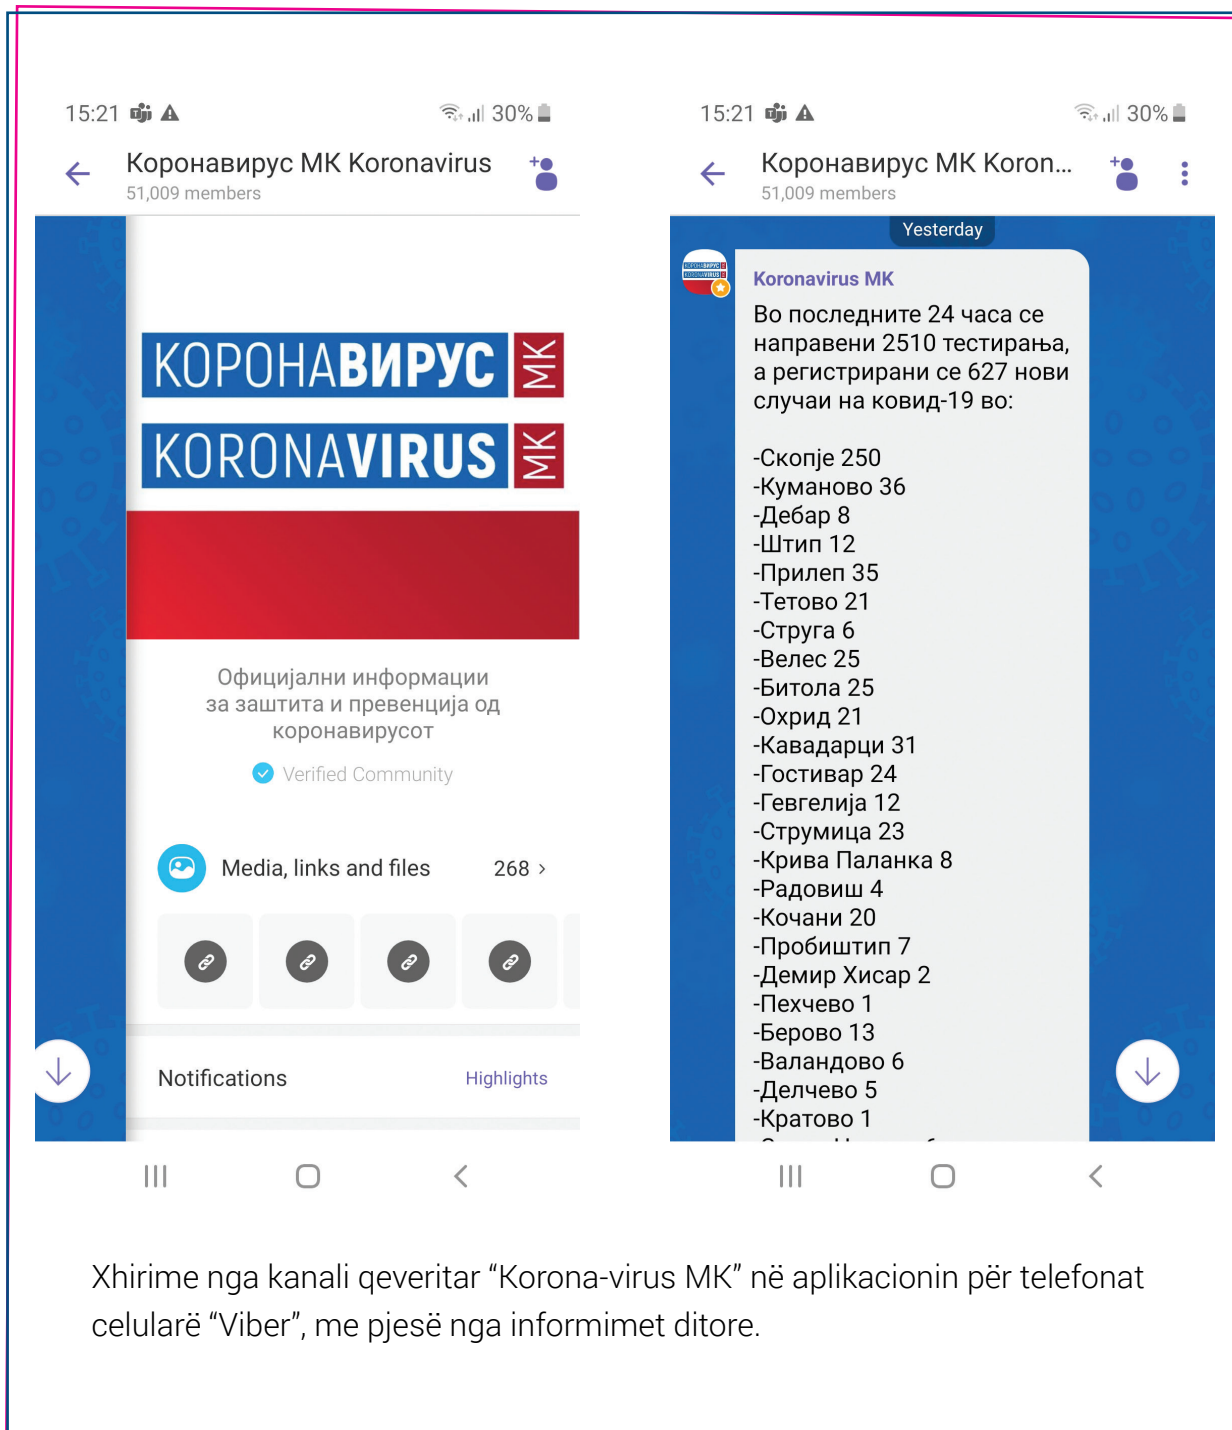 15:21 30%
Коронавирус МК Koronavirus
51,009 members
КОРОНАВИРУС МК
KORONAVIRUS МК
Официјални информации
за заштита и превенција од
коронавирусот
Verified Community
Media, links and files 268
Notifications Highlights
15:21 30%
Коронавирус МК Koron...
51,009 members
Yesterday
Koronavirus MK
Во последните 24 часа се
направени 2510 тестирања,
а регистрирани се 627 нови
случаи на ковид-19 во:
-Скопје 250
-Куманово 36
-Дебар 8
-Штип 12
-Прилеп 35
-Тетово 21
-Струга 6
-Велес 25
-Битола 25
-Охрид 21
-Кавадарци 31
-Гостивар 24
-Гевгелија 12
-Струмица 23
-Крива Паланка 8
-Радовиш 4
-Кочани 20
-Пробиштип 7
-Демир Хисар 2
-Пехчево 1
-Берово 13
-Валандово 6
-Делчево 5
-Кратово 1
Xhirime nga kanali qeveritar “Korona-virus MK” në aplikacionin për telefonat
celularë “Viber”, me pjesë nga informimet ditore.